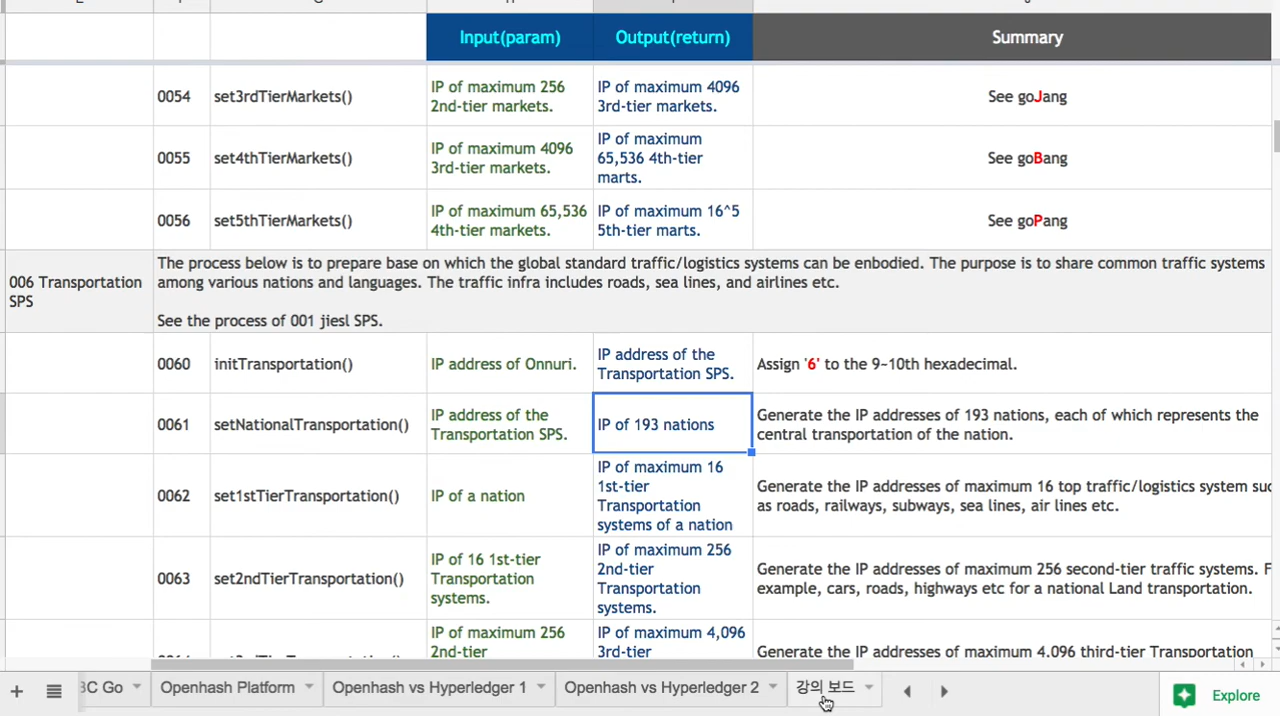 Input(param) Output(return) Summary
0054 set3rdTierMarkets() IP of maximum 256 2nd-tier markets. IP of maximum 4096 3rd-tier markets. See goJang
0055 set4thTierMarkets() IP of maximum 4096 3rd-tier markets. IP of maximum 65,536 4th-tier marts. See goBang
0056 set5thTierMarkets() IP of maximum 65,536 4th-tier markets. IP of maximum 16^5 5th-tier marts. See goPang
006 Transportation SPS
The process below is to prepare base on which the global standard traffic/logistics systems can be enbodied. The purpose is to share common traffic systems
among various nations and languages. The traffic infra includes roads, sea lines, and airlines etc.
See the process of 001 jiesl SPS.
0060 initTransportation() IP address of Onnuri. IP address of the Transportation SPS. Assign '6' to the 9~10th hexadecimal.
0061 setNationalTransportation() IP address of the Transportation SPS. IP of 193 nations Generate the IP addresses of 193 nations, each of which represents the central transportation of the nation.
0062 set1stTierTransportation() IP of a nation IP of maximum 16 1st-tier Transportation systems of a nation Generate the IP addresses of maximum 16 top traffic/logistics system suc as roads, railways, subways, sea lines, air lines etc.
0063 set2ndTierTransportation() IP of 16 1st-tier Transportation systems. IP of maximum 256 2nd-tier Transportation systems. Generate the IP addresses of maximum 256 second-tier traffic systems. F example, cars, roads, highways etc for a national Land transportation.
IP of maximum 256 2nd-tier IP of maximum 4,096 3rd-tier Generate the IP addresses of maximum 4.096 third-tier Transportation
Go Openhash Platform Openhash vs Hyperledger 1 Openhash vs Hyperledger 2 강의 보드 Explore